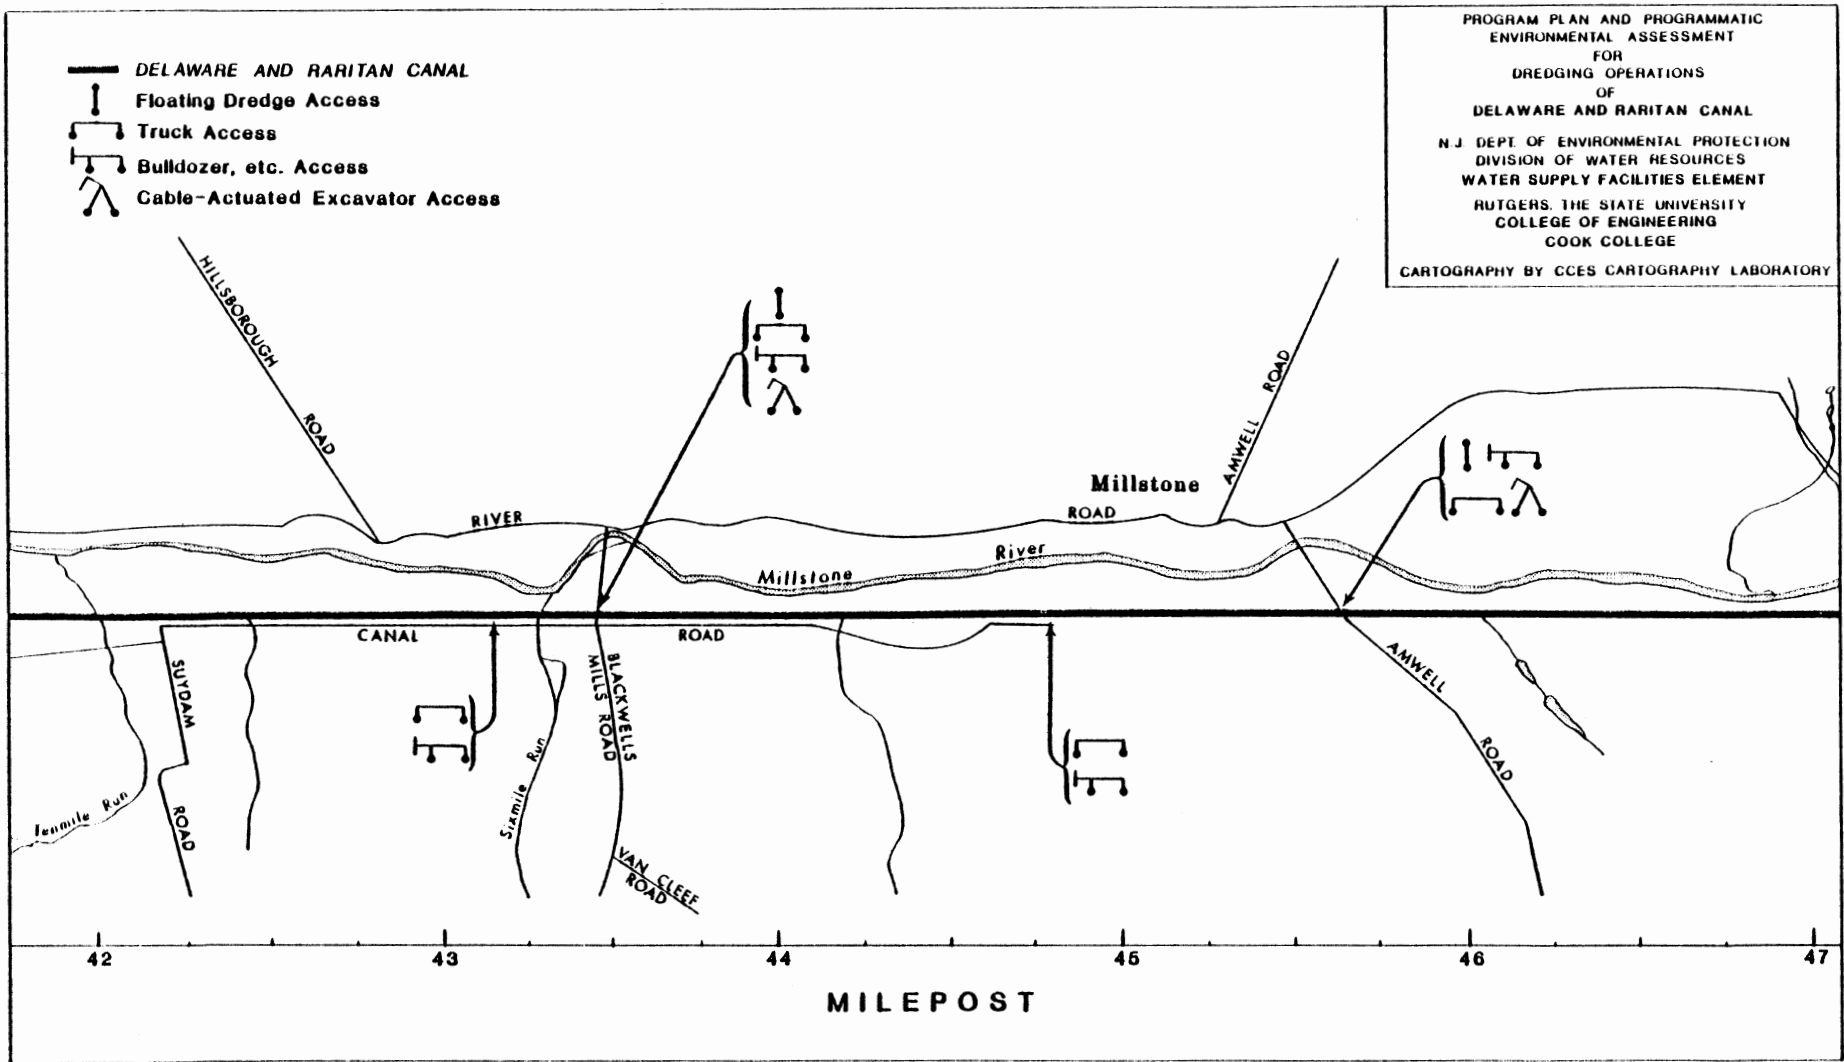 PROGRAM PLAN AND PROGRAMMATIC
ENVIRONMENTAL ASSESSMENT
FOR
DREDGING OPERATIONS
OF
DELAWARE AND RARITAN CANAL
N.J. DEPT. OF ENVIRONMENTAL PROTECTION
DIVISION OF WATER RESOURCES
WATER SUPPLY FACILITIES ELEMENT
RUTGERS, THE STATE UNIVERSITY
COLLEGE OF ENGINEERING
COOK COLLEGE
CARTOGRAPHY BY CCES CARTOGRAPHY LABORATORY
DELAWARE AND RARITAN CANAL
Floating Dredge Access
Truck Access
Bulldozer, etc. Access
Cable-Actuated Excavator Access
HILLSBOROUGH
ROAD
AMWELL
ROAD
Millstone
RIVER
ROAD
Millstone
River
CANAL
ROAD
SUYDAM
ROAD
BLACKWELLS
MILLS ROAD
AMWELL
ROAD
Sixmile Run
Tenmile Run
VAN CLEEF
ROAD
42
43
44
45
46
47
MILEPOST